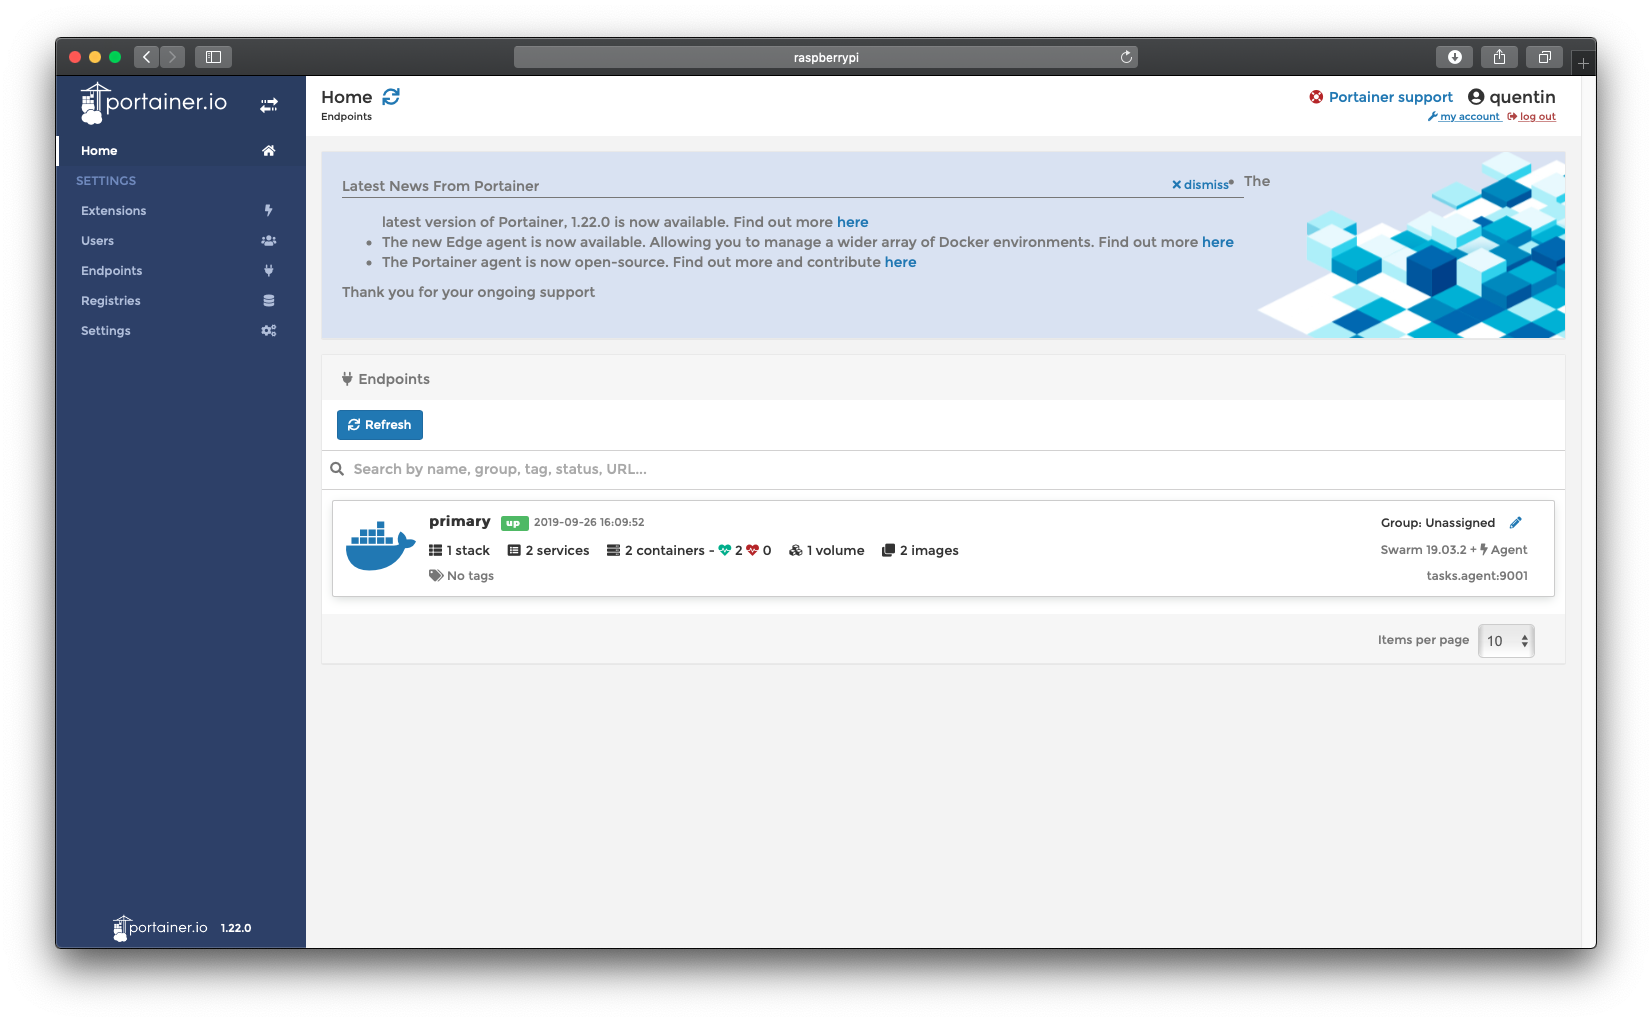 raspberrypi
portainer.io
Home
SETTINGS
Extensions
Users
Endpoints
Registries
Settings
portainer.io 1.22.0
Home
Endpoints
Portainer support quentin
my account log out
Latest News From Portainer dismiss The
latest version of Portainer, 1.22.0 is now available. Find out more here
The new Edge agent is now available. Allowing you to manage a wider array of Docker environments. Find out more here
The Portainer agent is now open-source. Find out more and contribute here
Thank you for your ongoing support
Endpoints
Refresh
Search by name, group, tag, status, URL...
primary up 2019-09-26 16:09:52
Group: Unassigned
1 stack 2 services 2 containers - 2 0 1 volume 2 images
Swarm 19.03.2 + Agent
No tags
tasks.agent:9001
Items per page 10